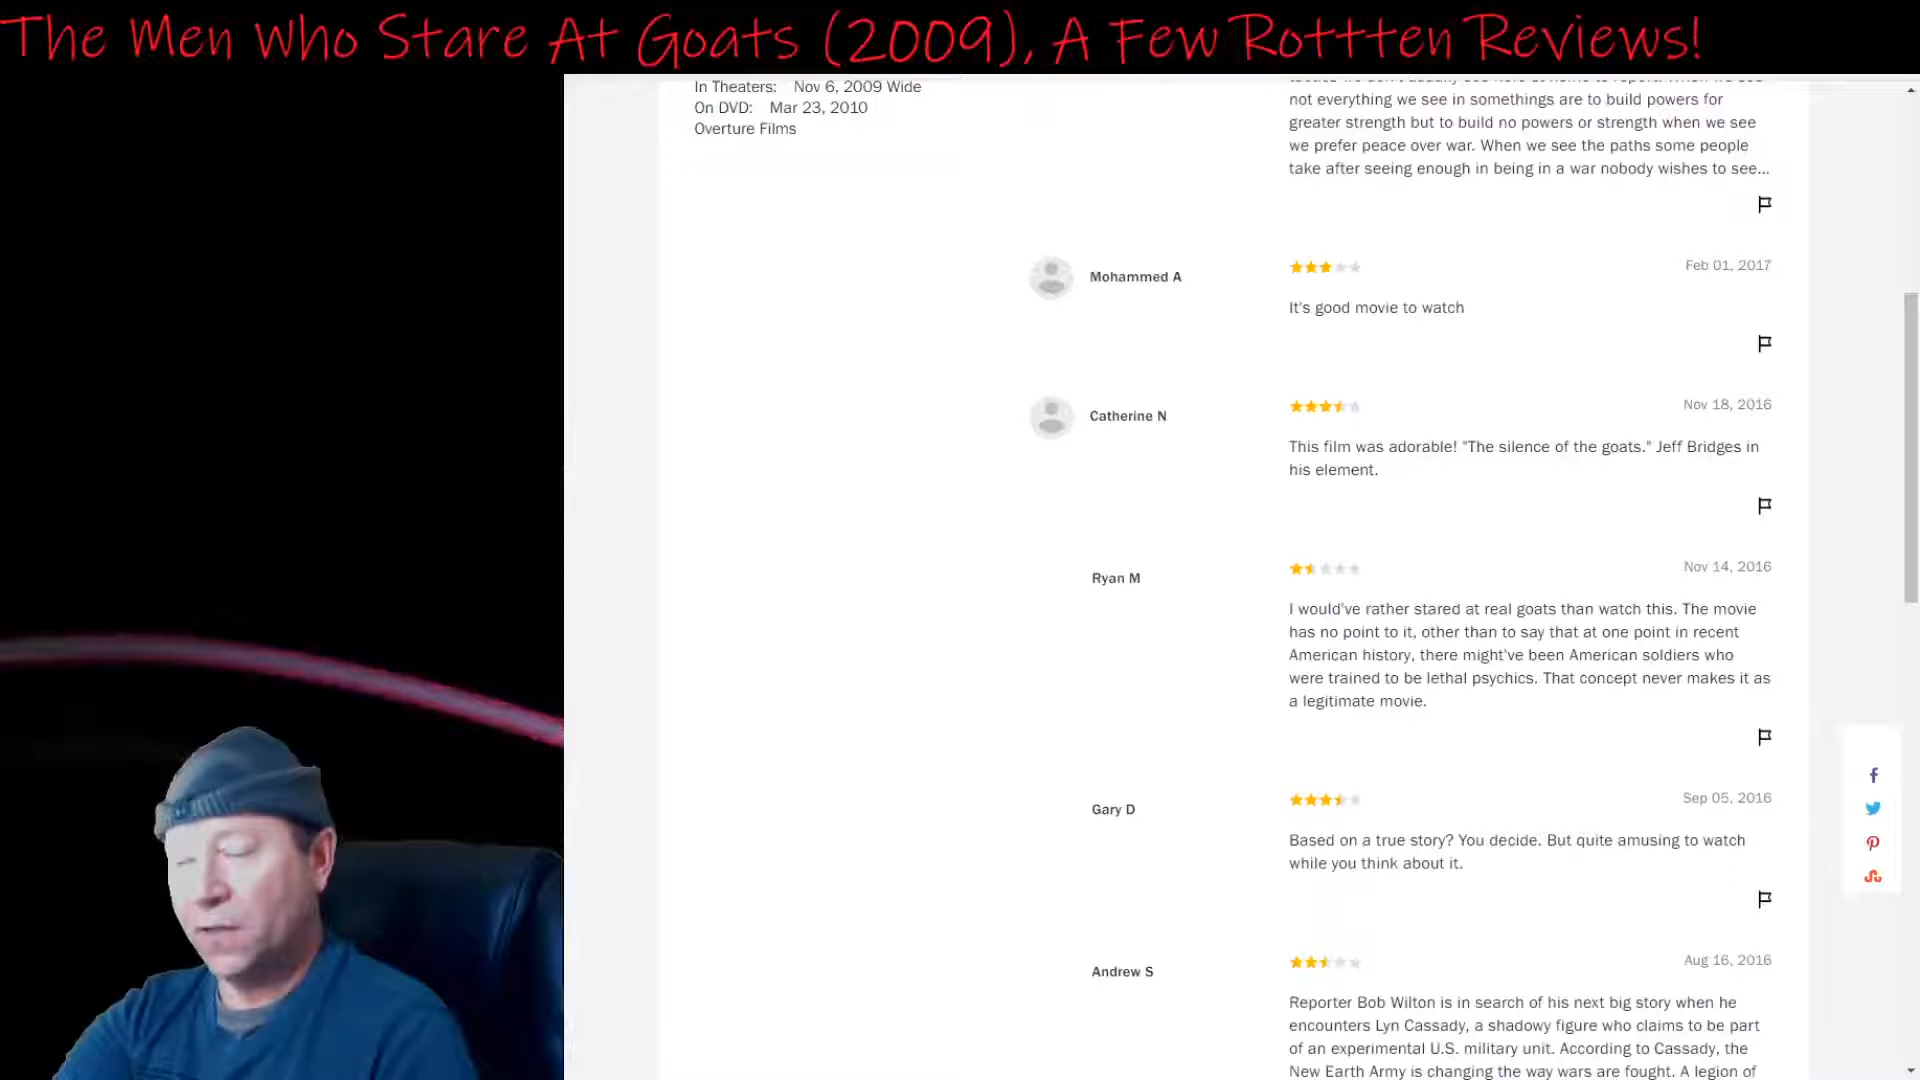 The Men Who Stare At Goats (2009), A Few Rottten Reviews!
In Theaters: Nov 6, 2009 Wide
On DVD: Mar 23, 2010
Overture Films
not everything we see in somethings are to build powers for
greater strength but to build no powers or strength when we see
we prefer peace over war. When we see the paths some people
take after seeing enough in being in a war nobody wishes to see...
Mohammed A
Feb 01, 2017
It's good movie to watch
Catherine N
Nov 18, 2016
This film was adorable! "The silence of the goats." Jeff Bridges in
his element.
Ryan M
Nov 14, 2016
I would've rather stared at real goats than watch this. The movie
has no point to it, other than to say that at one point in recent
American history, there might've been American soldiers who
were trained to be lethal psychics. That concept never makes it as
a legitimate movie.
Gary D
Sep 05, 2016
Based on a true story? You decide. But quite amusing to watch
while you think about it.
Andrew S
Aug 16, 2016
Reporter Bob Wilton is in search of his next big story when he
encounters Lyn Cassady, a shadowy figure who claims to be part
of an experimental U.S. military unit. According to Cassady, the
New Earth Army is changing the way wars are fought. A legion of